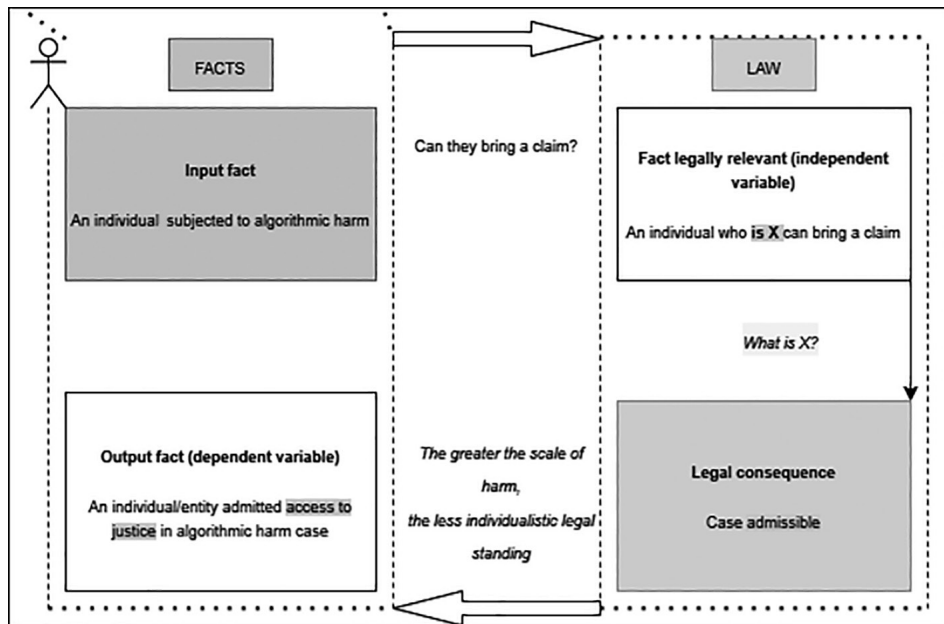 FACTS
LAW
Input fact
An individual subjected to algorithmic harm
Can they bring a claim?
Fact legally relevant (independent
variable)
An individual who is X can bring a claim
What is X?
Output fact (dependent variable)
An individual/entity admitted access to
justice in algorithmic harm case
The greater the scale of
harm,
the less individualistic legal
standing
Legal consequence
Case admissible